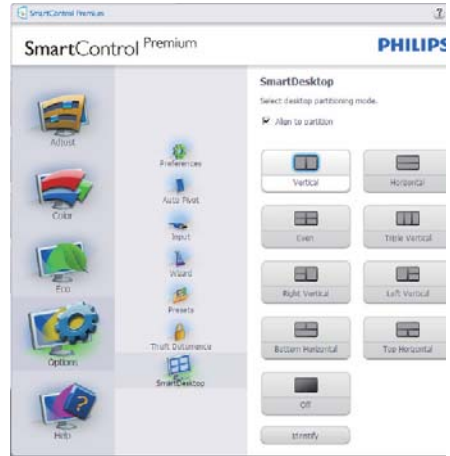 SmartControl Premium
?
SmartControl Premium
PHILIPS
Adjust
Color
Eco
Options
Help
Preferences
Auto Pivot
Input
Wizard
Presets
Theft Deterrence
SmartDesktop
SmartDesktop
Select desktop partitioning mode.
Align to partition
Vertical
Horizontal
Even
Triple Vertical
Right Vertical
Left Vertical
Bottom Horizontal
Top Horizontal
Off
Identify